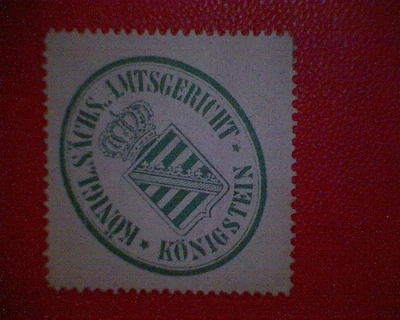 KÖNIGL. SÄCHS. AMTSGERICHT
* KÖNIGSTEIN *